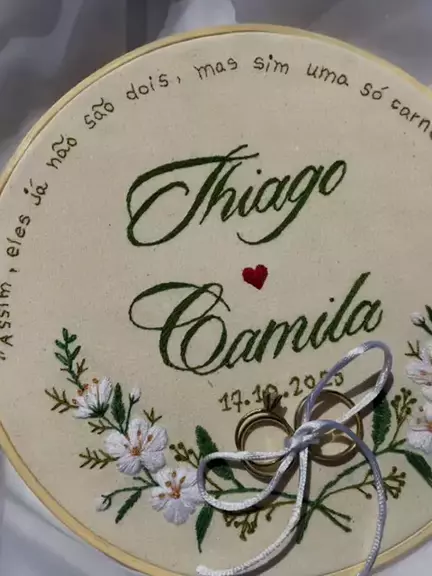 "Assim, eles já não são dois, mas sim uma só carne
Thiago
Camila